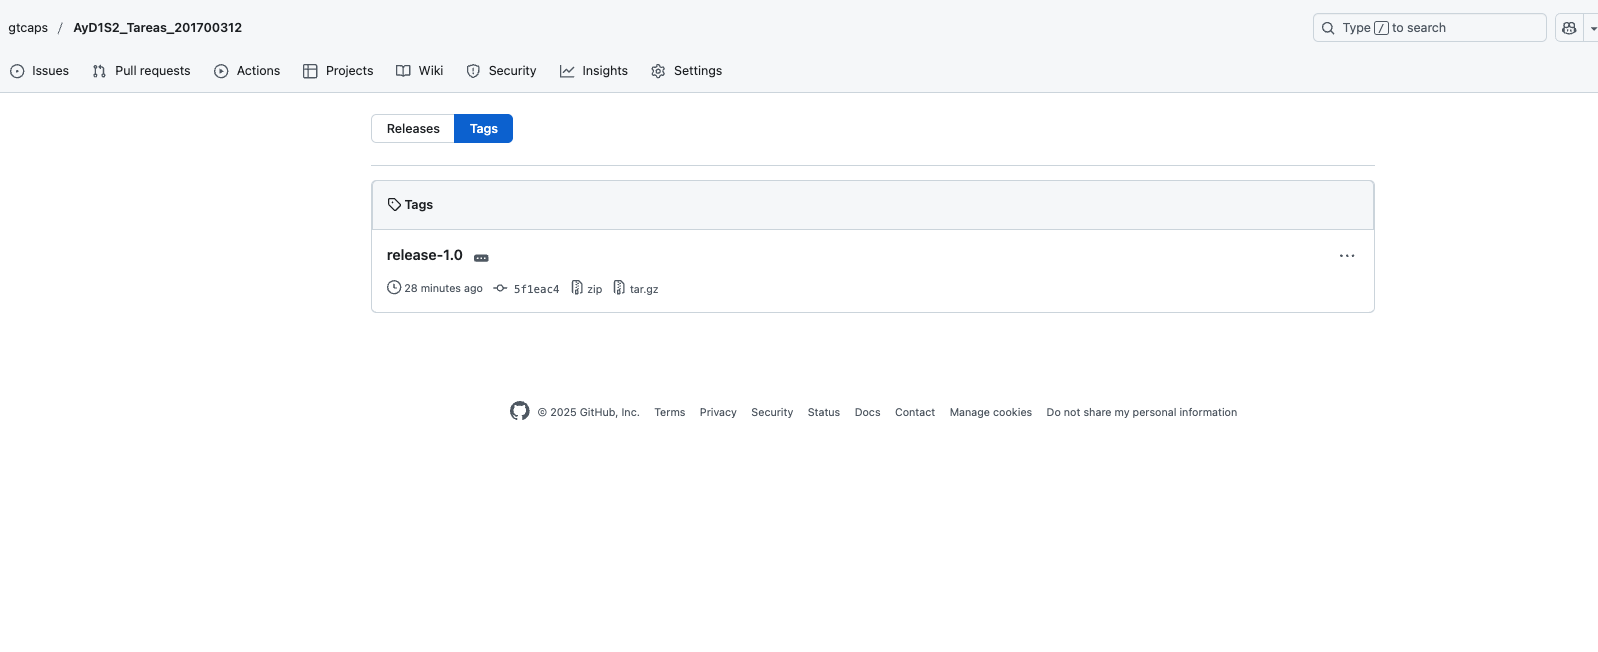 gtcaps / AyD1S2_Tareas_201700312
Type / to search
Issues Pull requests Actions Projects Wiki Security Insights Settings
Releases Tags
Tags
release-1.0
28 minutes ago 5f1eac4 zip tar.gz
© 2025 GitHub, Inc. Terms Privacy Security Status Docs Contact Manage cookies Do not share my personal information